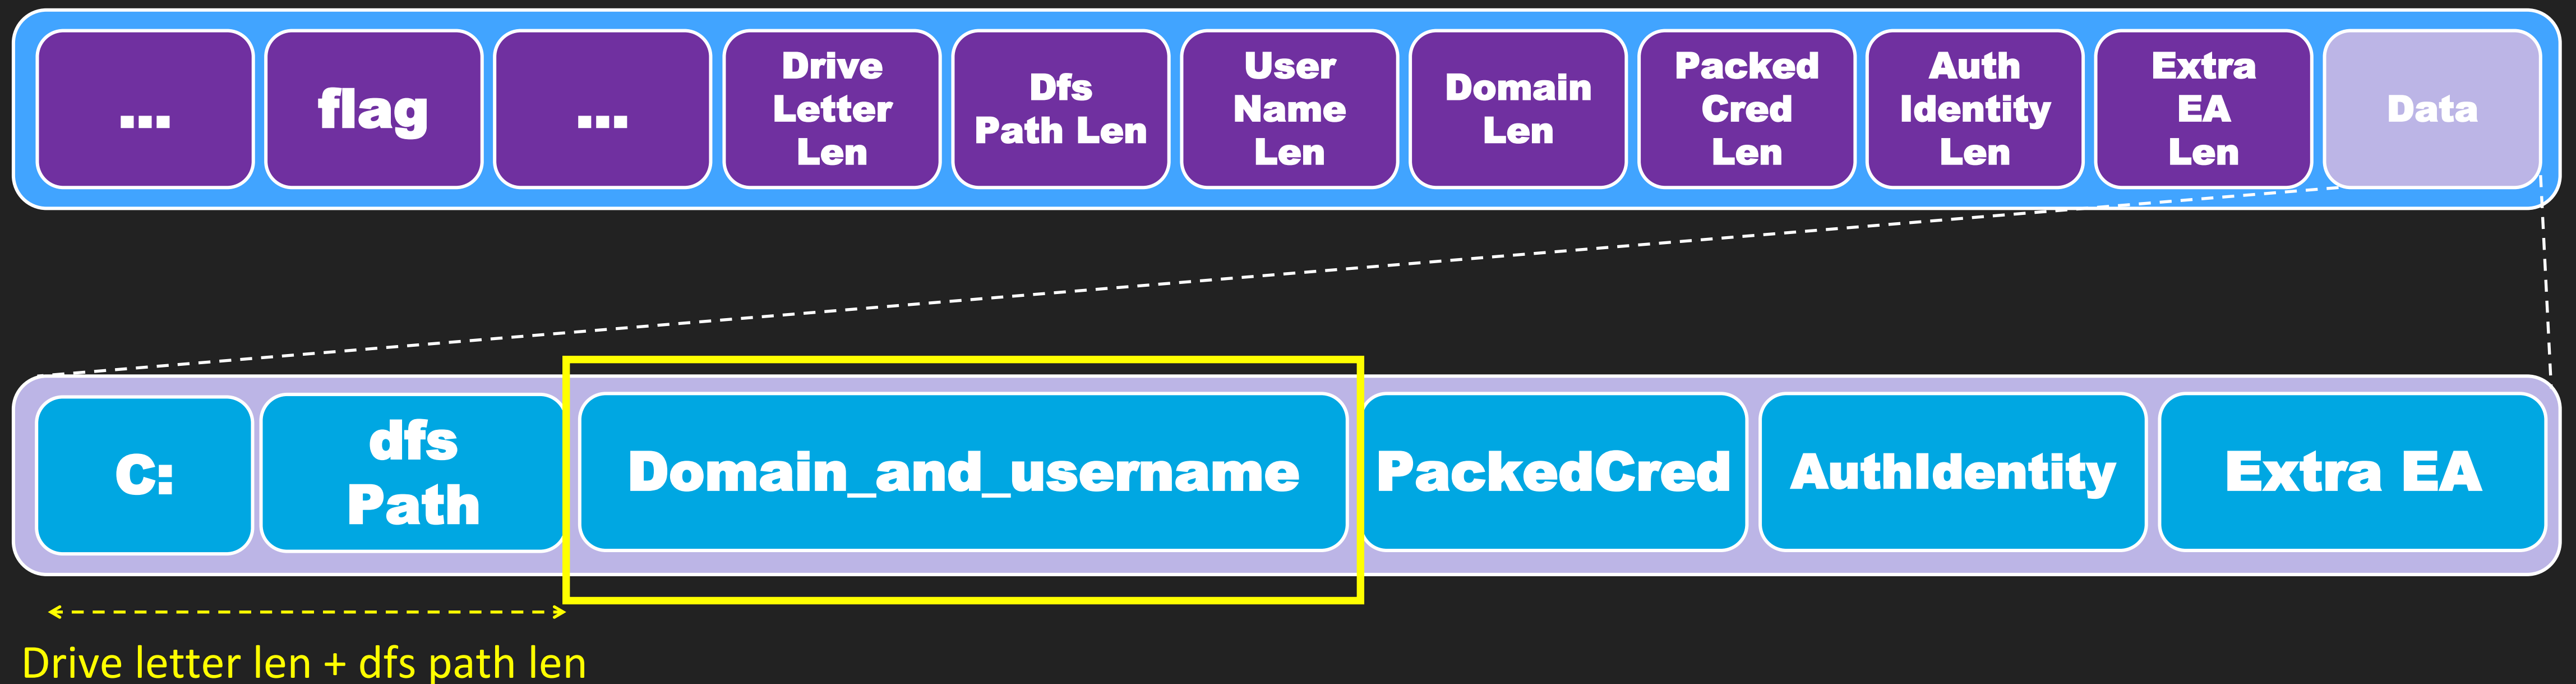 ...
flag
...
Drive
Letter
Len
Dfs
Path Len
User
Name
Len
Domain
Len
Packed
Cred
Len
Auth
Identity
Len
Extra
EA
Len
Data
C:
dfs
Path
Domain_and_username
PackedCred
AuthIdentity
Extra EA
Drive letter len + dfs path len